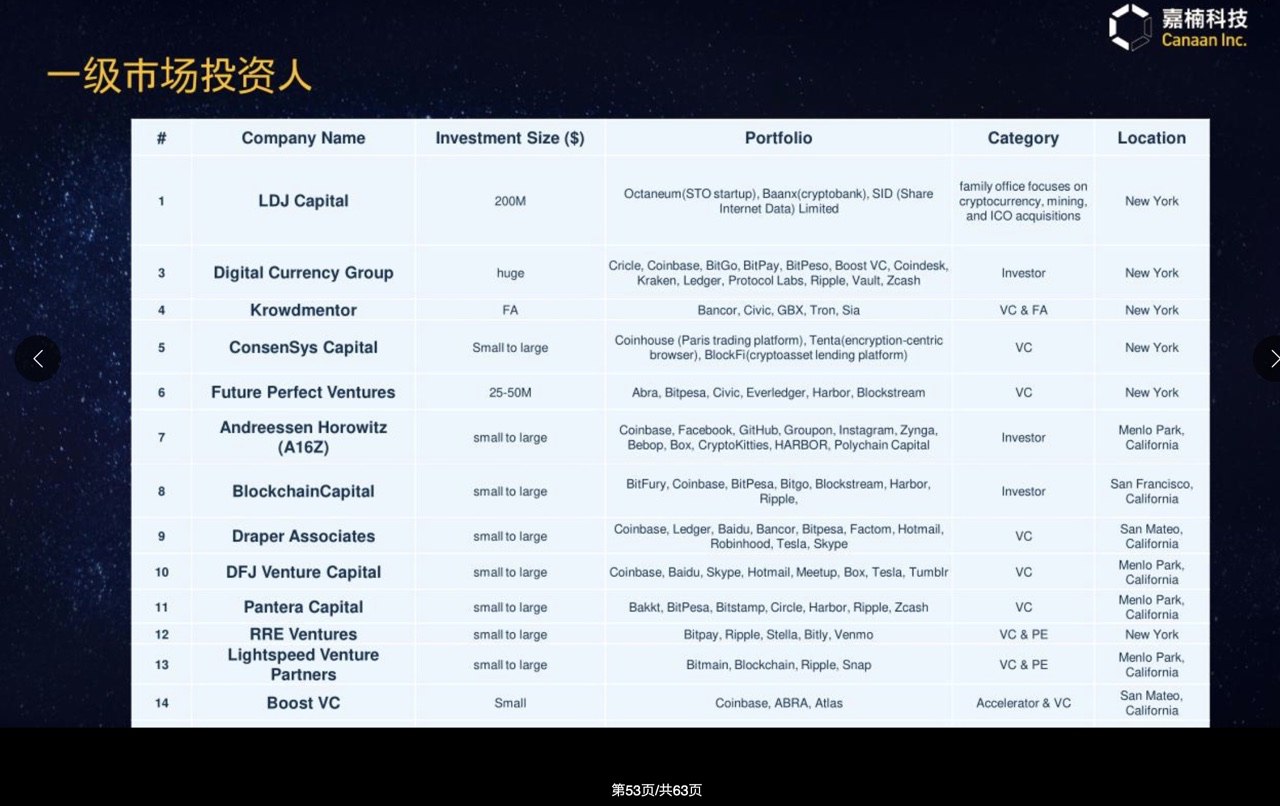 嘉楠科技
Canaan Inc.
一级市场投资人
# Company Name Investment Size ($) Portfolio Category Location
1 LDJ Capital 200M Octaneum(STO startup), Baanx(cryptobank), SID (Share Internet Data) Limited family office focuses on cryptocurrency, mining, and ICO acquisitions New York
3 Digital Currency Group huge Cricle, Coinbase, BitGo, BitPay, BitPeso, Boost VC, Coindesk, Kraken, Ledger, Protocol Labs, Ripple, Vault, Zcash Investor New York
4 Krowdmentor FA Bancor, Civic, GBX, Tron, Sia VC & FA New York
5 ConsenSys Capital Small to large Coinhouse (Paris trading platform), Tenta(encryption-centric browser), BlockFi(cryptoasset lending platform) VC New York
6 Future Perfect Ventures 25-50M Abra, Bitpesa, Civic, Everledger, Harbor, Blockstream VC New York
7 Andreessen Horowitz (A16Z) small to large Coinbase, Facebook, GitHub, Groupon, Instagram, Zynga, Bebop, Box, CryptoKitties, HARBOR, Polychain Capital Investor Menlo Park, California
8 BlockchainCapital small to large BitFury, Coinbase, BitPesa, Bitgo, Blockstream, Harbor, Ripple, Investor San Francisco, California
9 Draper Associates small to large Coinbase, Ledger, Baidu, Bancor, Bitpesa, Factom, Hotmail, Robinhood, Tesla, Skype VC San Mateo, California
10 DFJ Venture Capital small to large Coinbase, Baidu, Skype, Hotmail, Meetup, Box, Tesla, Tumblr VC Menlo Park, California
11 Pantera Capital small to large Bakkt, BitPesa, Bitstamp, Circle, Harbor, Ripple, Zcash VC Menlo Park, California
12 RRE Ventures small to large Bitpay, Ripple, Stella, Bitly, Venmo VC & PE New York
13 Lightspeed Venture Partners small to large Bitmain, Blockchain, Ripple, Snap VC & PE Menlo Park, California
14 Boost VC Small Coinbase, ABRA, Atlas Accelerator & VC San Mateo, California
第53页/共63页